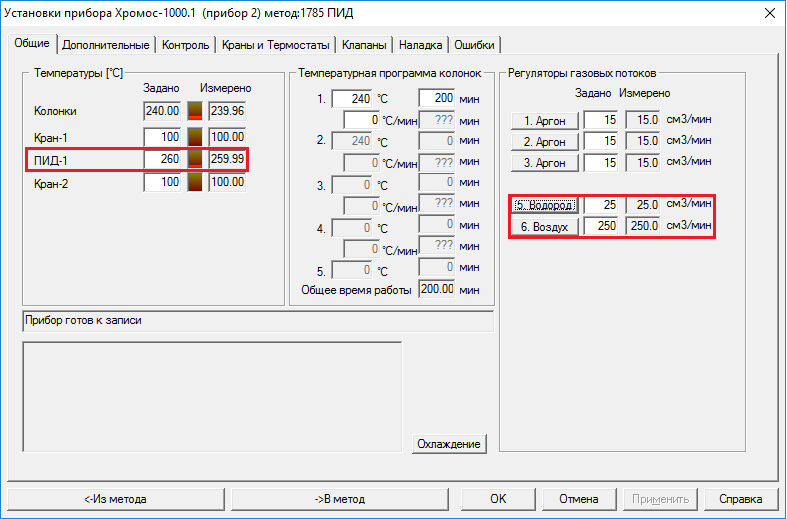 Установки прибора Хромос-1000.1 (прибор 2) метод:1785 ПИД
Общие Дополнительные Контроль Краны и Термостаты Клапаны Наладка Ошибки
Температуры [°C]
Задано Измерено
Колонки 240.00 239.96
Кран-1 100 100.00
ПИД-1 260 259.99
Кран-2 100 100.00
Температурная программа колонок
1. 240 °C 200 мин
0 °C/мин ??? мин
2. 240 °C 0 мин
0 °C/мин ??? мин
3. 0 °C 0 мин
0 °C/мин ??? мин
4. 0 °C 0 мин
0 °C/мин ??? мин
5. 0 °C 0 мин
Общее время работы 200.00 мин
Регуляторы газовых потоков
Задано Измерено
1. Аргон 15 15.0 см3/мин
2. Аргон 15 15.0 см3/мин
3. Аргон 15 15.0 см3/мин
5. Водород 25 25.0 см3/мин
6. Воздух 250 250.0 см3/мин
Прибор готов к записи
Охлаждение
<-Из метода ->В метод OK Отмена Применить Справка